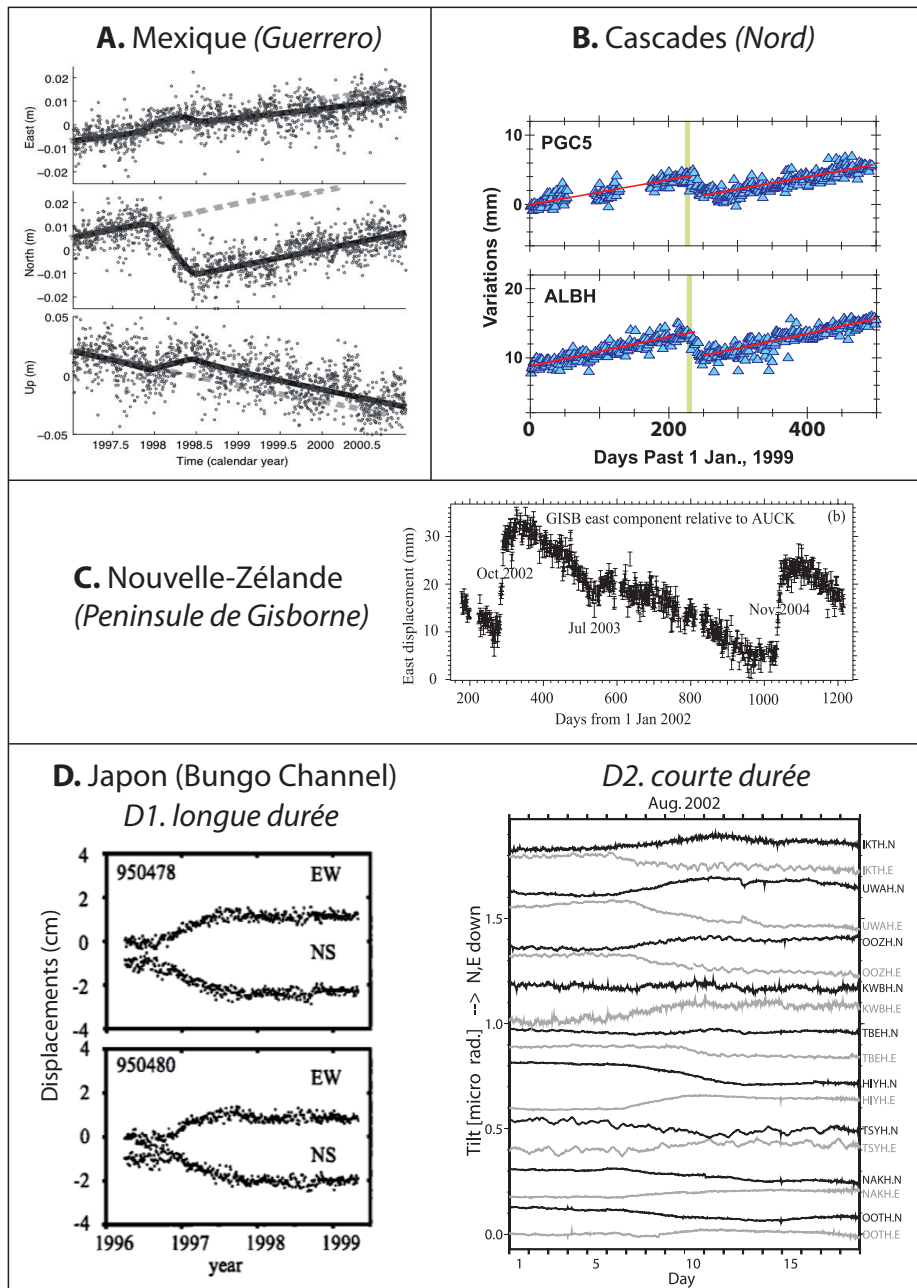 A. Mexique (Guerrero)
East (m)
0.02
0.01
0
−0.01
−0.02
North (m)
0.02
0.01
0
−0.01
−0.02
Up (m)
0.05
0
−0.05
1997.5 1998 1998.5 1999 1999.5 2000 2000.5
Time (calendar year)
B. Cascades (Nord)
Variations (mm)
10
0
PGC5
20
10
ALBH
0 200 400
Days Past 1 Jan., 1999
C. Nouvelle-Zélande
(Peninsule de Gisborne)
GISB east component relative to AUCK (b)
East displacement (mm)
30
20
10
0
Oct 2002
Jul 2003
Nov 2004
200 400 600 800 1000 1200
Days from 1 Jan 2002
D. Japon (Bungo Channel)
D1. longue durée
Displacements (cm)
4
2
0
-2
-4
950478 EW
NS
4
2
0
-2
-4
950480 EW
NS
1996 1997 1998 1999
year
D2. courte durée
Aug. 2002
Tilt [micro rad.] --> N,E down
1.5
1.0
0.5
0.0
IKTH.N
IKTH.E
UWAH.N
UWAH.E
OOZH.N
OOZH.E
KWBH.N
KWBH.E
TBEH.N
TBEH.E
HIYH.N
HIYH.E
TSYH.N
TSYH.E
NAKH.N
NAKH.E
OOTH.N
OOTH.E
1 5 10 15
Day